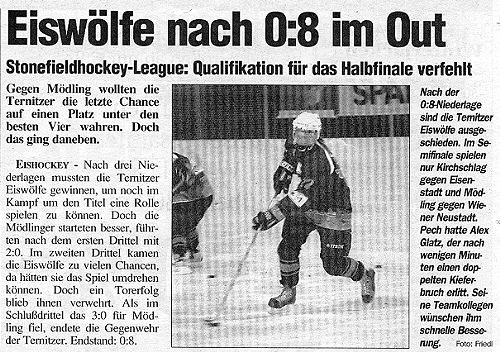 Eiswölfe nach 0:8 im Out
Stonefieldhockey-League: Qualifikation für das Halbfinale verfehlt
Gegen Mödling wollten die
Ternitzer die letzte Chance
auf einen Platz unter den
besten Vier wahren. Doch
das ging daneben.
EISHOCKEY - Nach drei Nie-
derlagen mussten die Ternitzer
Eiswölfe gewinnen, um noch im
Kampf um den Titel eine Rolle
spielen zu können. Doch die
Mödlinger starteten besser, führ-
ten nach dem ersten Drittel mit
2:0. Im zweiten Drittel kamen
die Eiswölfe zu vielen Chancen,
da hätten sie das Spiel umdrehen
können. Doch ein Torerfolg
blieb ihnen verwehrt. Als im
Schlußdrittel das 3:0 für Möd-
ling fiel, endete die Gegenwehr
der Ternitzer. Endstand: 0:8.
SPA
Nach der
0:8-Niederlage
sind die Ternitzer
Eiswölfe ausge-
schieden. Im Se-
mifinale spielen
nur Kirchschlag
gegen Eisen-
stadt und Möd-
ling gegen Wie-
ner Neustadt.
Pech hatte Alex
Glatz, der nach
wenigen Minu-
ten einen dop-
pelten Kiefer-
bruch erlitt. Sei-
ne Teamkollegen
wünschen ihm
schnelle Besse-
rung. Foto: Friedl